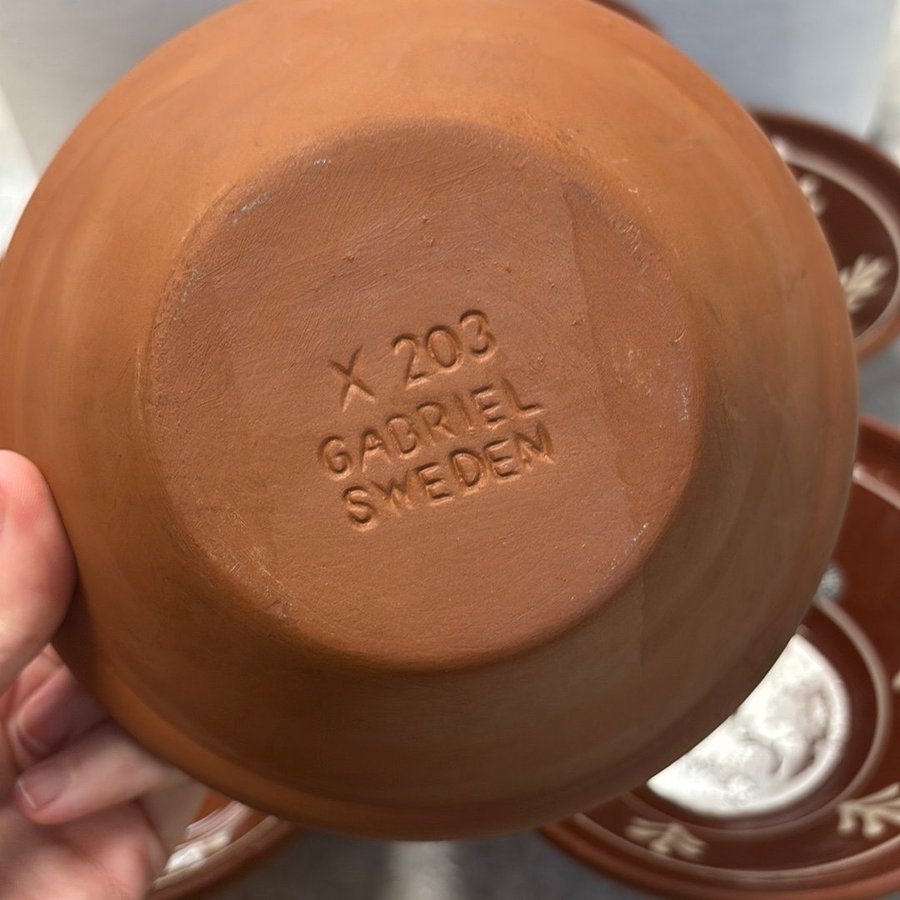 X 203
GABRIEL
SWEDEN